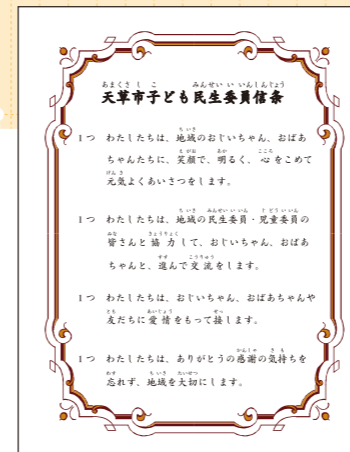 天草市子ども民生委員信条
1つ わたしたちは、地域のおじいちゃん、おばあ
ちゃんたちに、笑顔で、明るく、心をこめて
元気よくあいさつをします。
1つ わたしたちは、地域の民生委員・児童委員の
皆さんと協力して、おじいちゃん、おばあ
ちゃんと、進んで交流をします。
1つ わたしたちは、おじいちゃん、おばあちゃんや
友だちに愛情をもって接します。
1つ わたしたちは、ありがとうの感謝の気持ちを
忘れず、地域を大切にします。